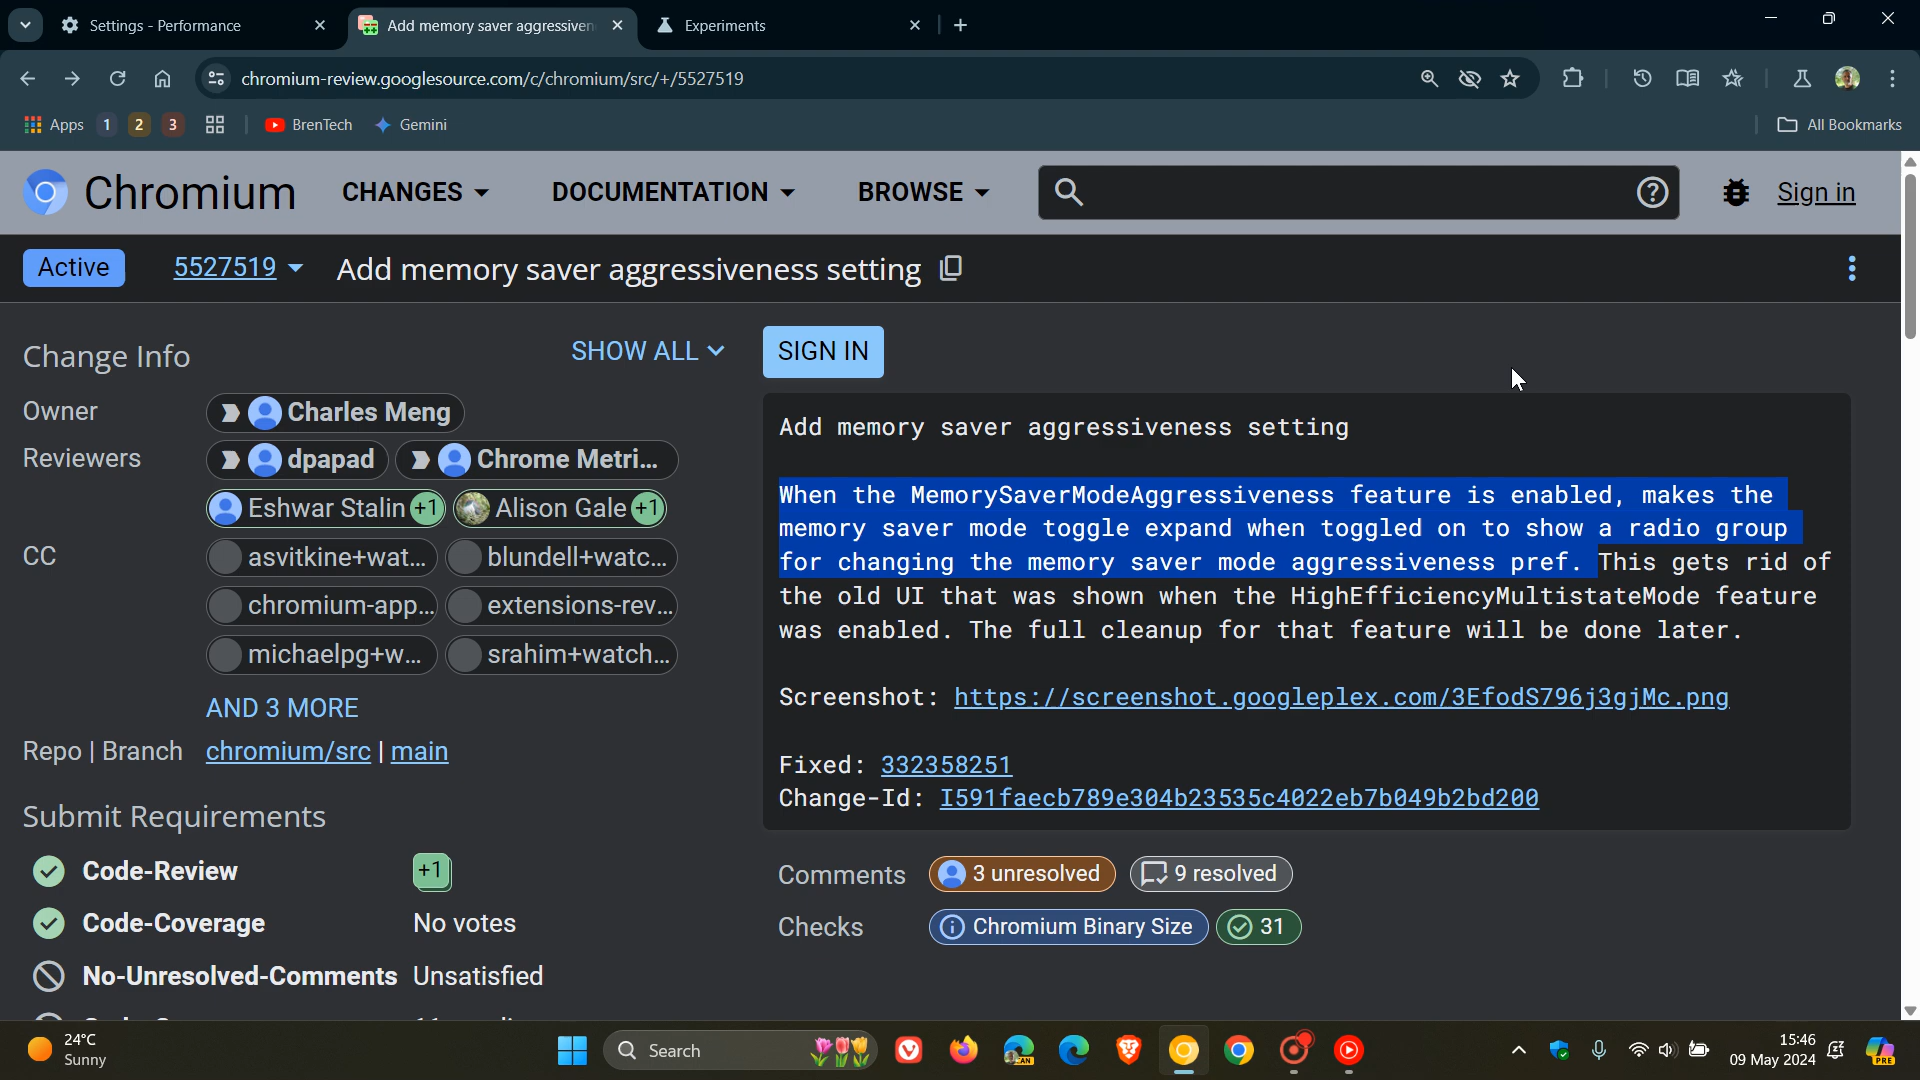 Settings - Performance
Add memory saver aggressiven
Experiments
chromium-review.googlesource.com/c/chromium/src/+/5527519
Apps 1 2 3 BrenTech Gemini All Bookmarks
Chromium CHANGES DOCUMENTATION BROWSE Sign in
Active 5527519 Add memory saver aggressiveness setting
Change Info SHOW ALL
Owner Charles Meng
Reviewers dpapad Chrome Metri...
Eshwar Stalin +1 Alison Gale +1
CC asvitkine+wat... blundell+watc...
chromium-app... extensions-rev...
michaelpg+w... srahim+watch...
AND 3 MORE
Repo | Branch chromium/src | main
Submit Requirements
Code-Review +1
Code-Coverage No votes
No-Unresolved-Comments Unsatisfied
SIGN IN
Add memory saver aggressiveness setting
When the MemorySaverModeAggressiveness feature is enabled, makes the
memory saver mode toggle expand when toggled on to show a radio group
for changing the memory saver mode aggressiveness pref. This gets rid of
the old UI that was shown when the HighEfficiencyMultistateMode feature
was enabled. The full cleanup for that feature will be done later.
Screenshot: https://screenshot.googleplex.com/3EfodS796j3gjMc.png
Fixed: 332358251
Change-Id: I591faecb789e304b23535c4022eb7b049b2bd200
Comments 3 unresolved 9 resolved
Checks Chromium Binary Size 31
24°C
Sunny
Search
CAN
15:46
09 May 2024
PRE